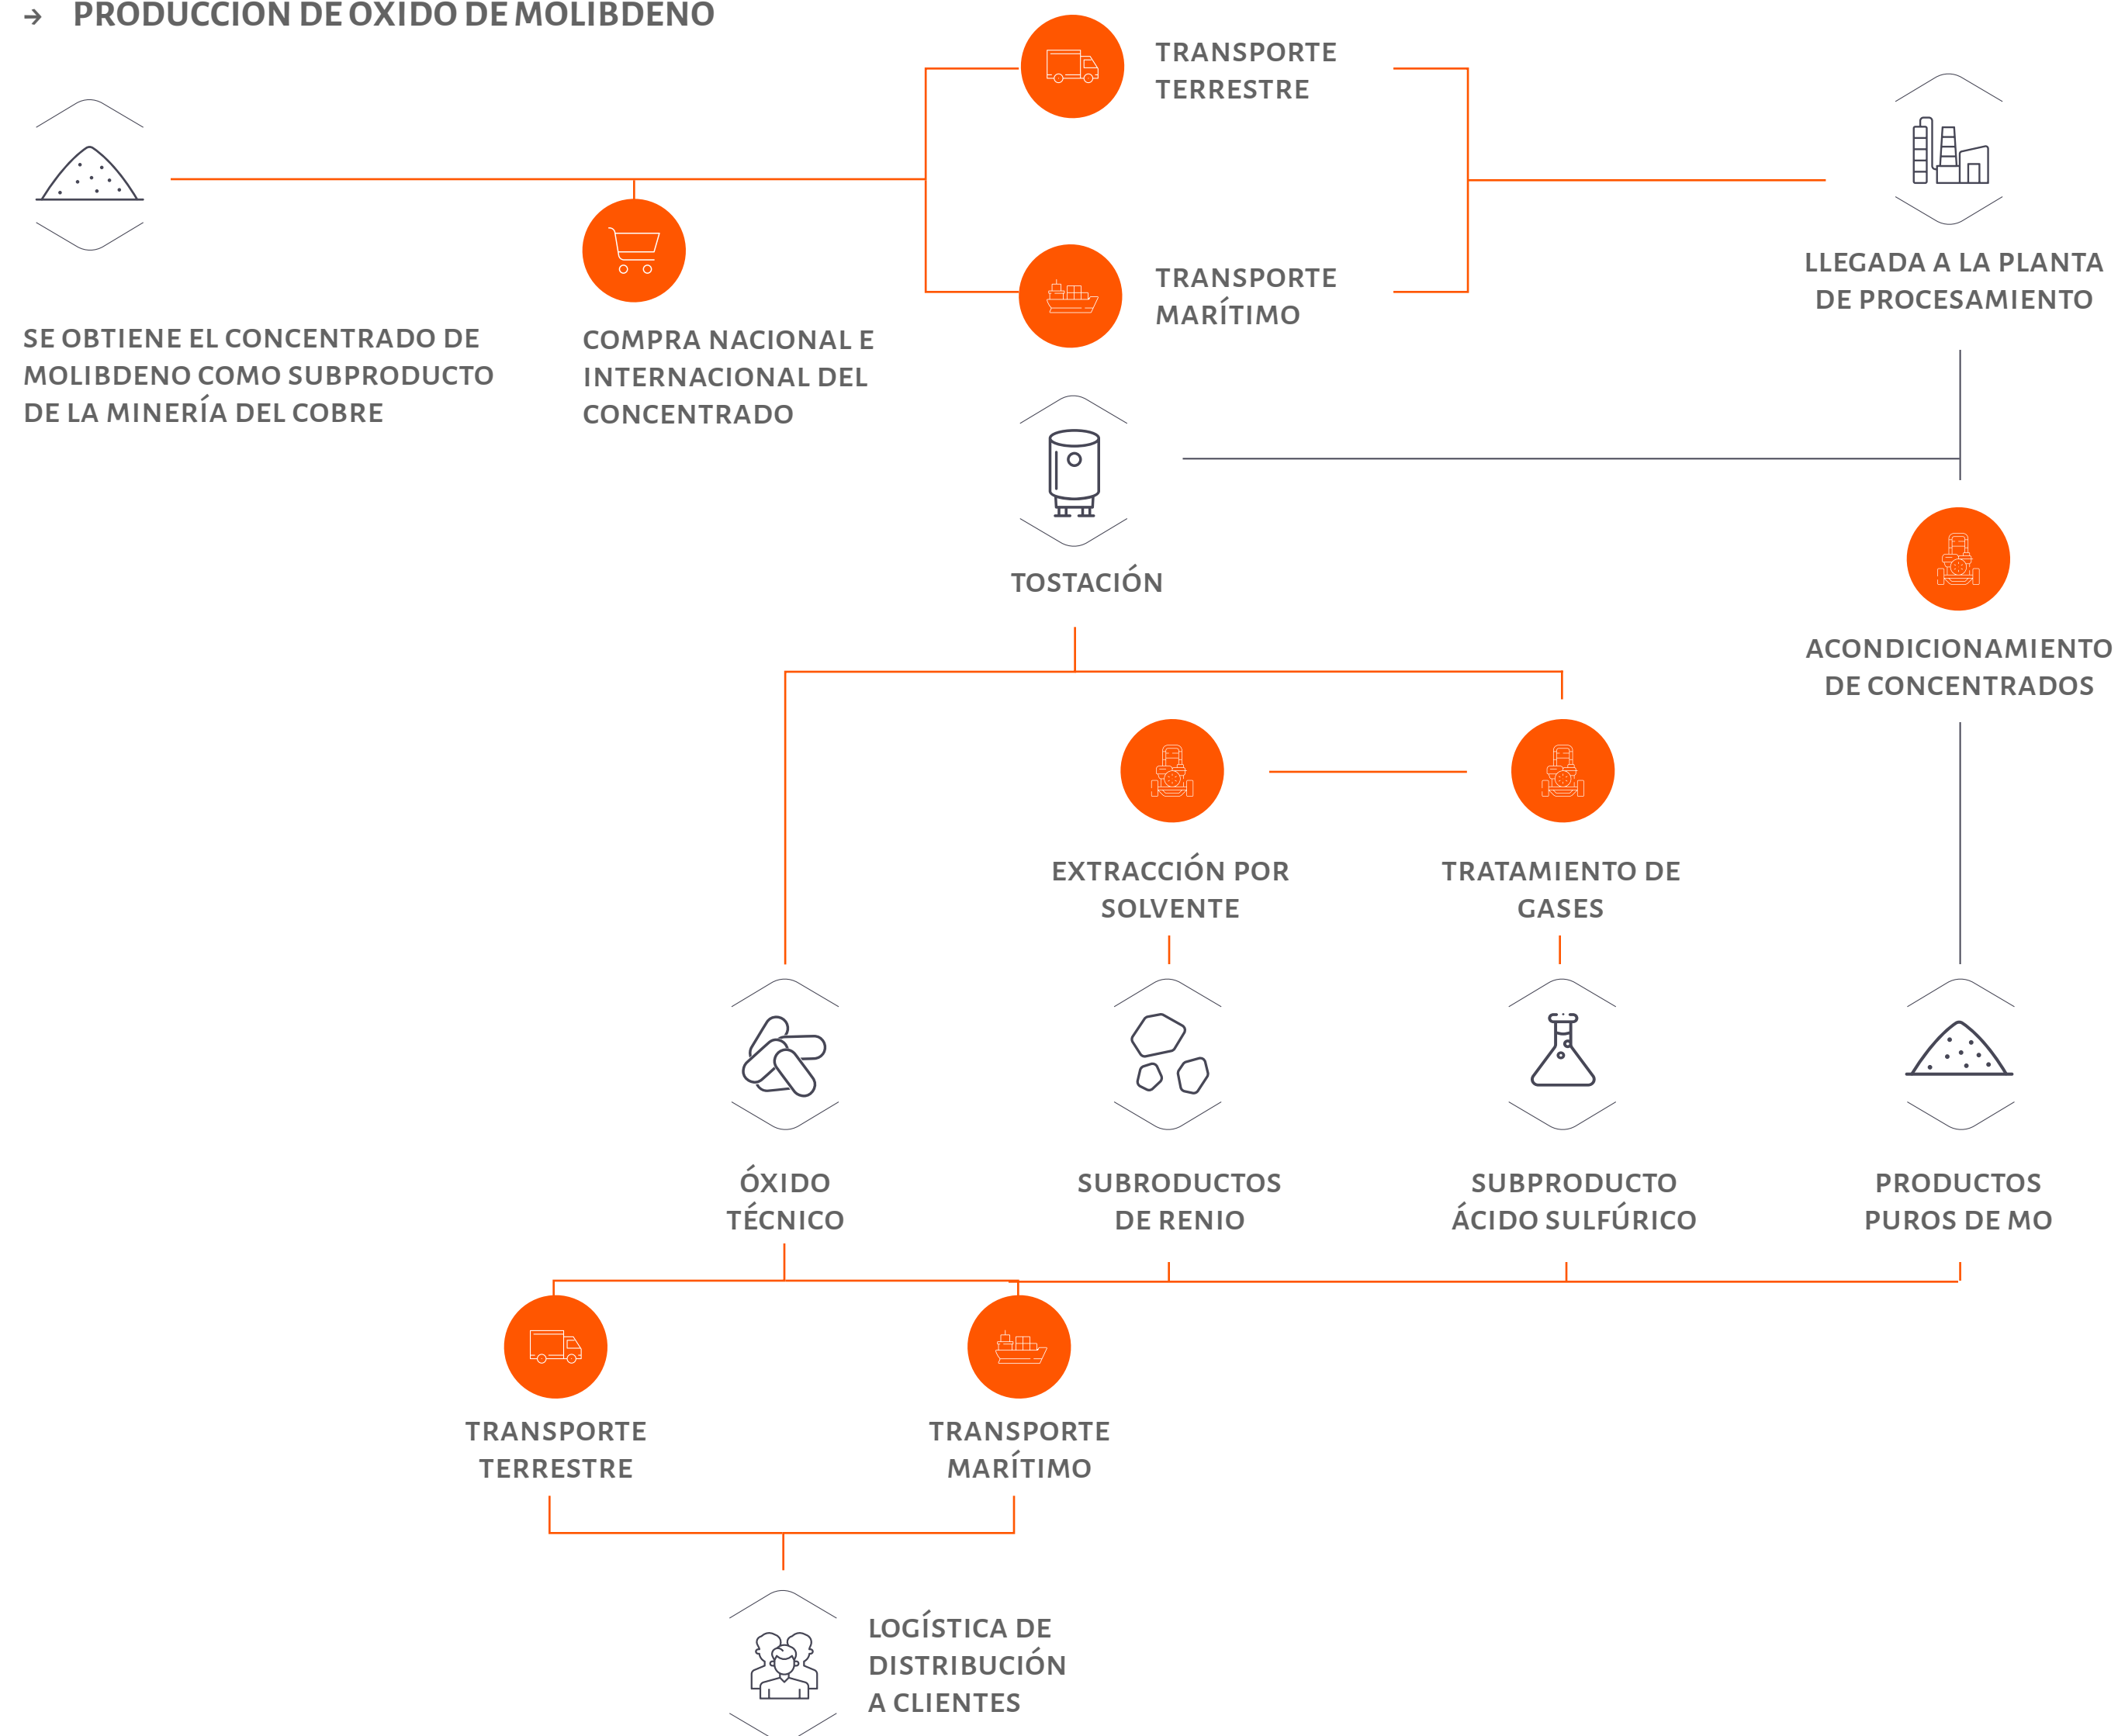 → PRODUCCIÓN DE ÓXIDO DE MOLIBDENO
TRANSPORTE
TERRESTRE
TRANSPORTE
MARÍTIMO
LLEGADA A LA PLANTA
DE PROCESAMIENTO
SE OBTIENE EL CONCENTRADO DE
MOLIBDENO COMO SUBPRODUCTO
DE LA MINERÍA DEL COBRE
COMPRA NACIONAL E
INTERNACIONAL DEL
CONCENTRADO
TOSTACIÓN
ACONDICIONAMIENTO
DE CONCENTRADOS
EXTRACCIÓN POR
SOLVENTE
TRATAMIENTO DE
GASES
ÓXIDO
TÉCNICO
SUBRODUCTOS
DE RENIO
SUBPRODUCTO
ÁCIDO SULFÚRICO
PRODUCTOS
PUROS DE MO
TRANSPORTE
TERRESTRE
TRANSPORTE
MARÍTIMO
LOGÍSTICA DE
DISTRIBUCIÓN
A CLIENTES